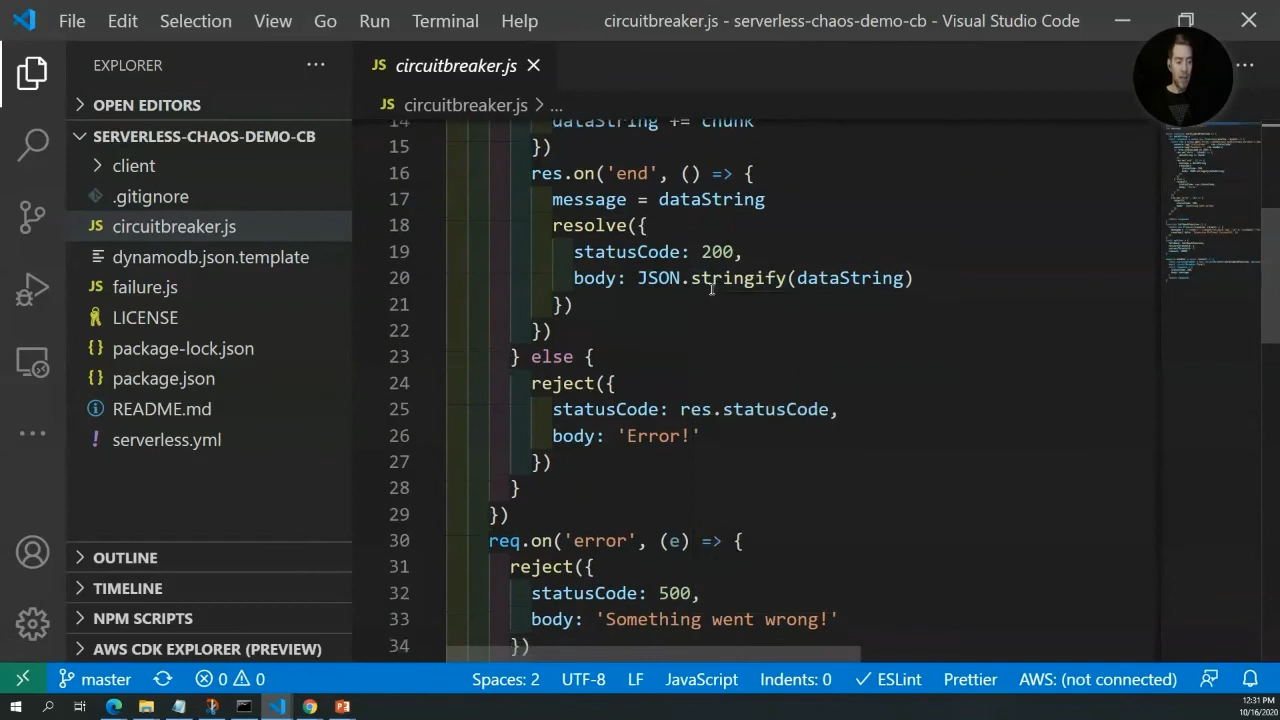 File Edit Selection View Go Run Terminal Help circuitbreaker.js - serverless-chaos-demo-cb - Visual Studio Code
EXPLORER
OPEN EDITORS
SERVERLESS-CHAOS-DEMO-CB
client
.gitignore
JS circuitbreaker.js
dynamodb.json.template
JS failure.js
LICENSE
{} package-lock.json
{} package.json
README.md
! serverless.yml
OUTLINE
TIMELINE
NPM SCRIPTS
AWS CDK EXPLORER (PREVIEW)
JS circuitbreaker.js
JS circuitbreaker.js > ...
14 dataString += chunk
15 })
16 res.on('end', () => {
17 message = dataString
18 resolve({
19 statusCode: 200,
20 body: JSON.stringify(dataString)
21 })
22 })
23 } else {
24 reject({
25 statusCode: res.statusCode,
26 body: 'Error!'
27 })
28 }
29 })
30 req.on('error', (e) => {
31 reject({
32 statusCode: 500,
33 body: 'Something went wrong!'
34 })
master 0 0 Spaces: 2 UTF-8 LF JavaScript Indents: 0 ESLint Prettier AWS: (not connected)
12:31 PM
10/16/2020